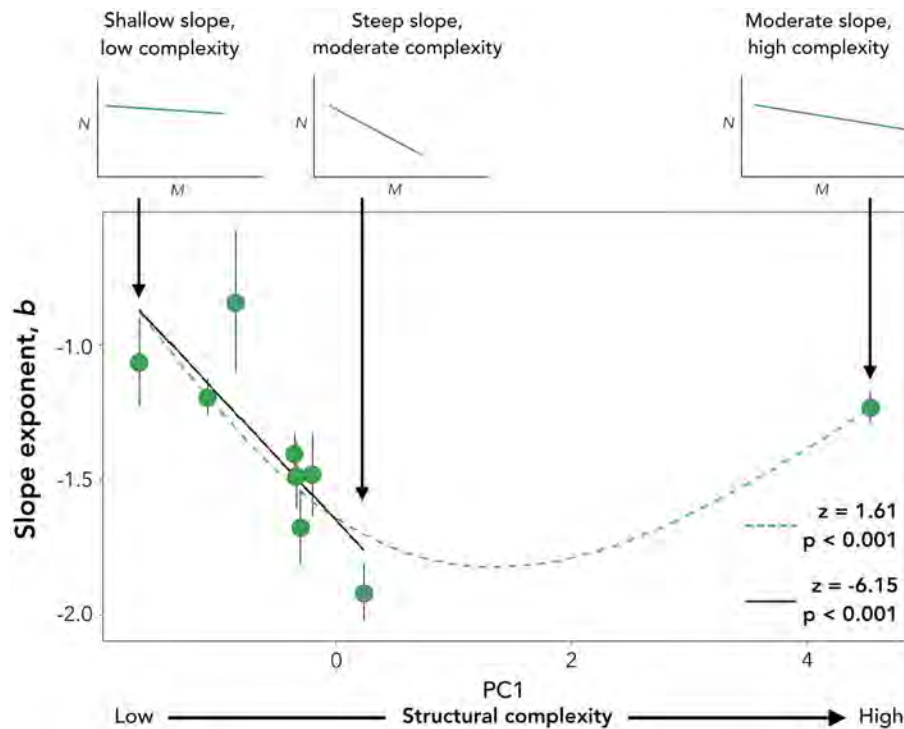 Shallow slope,
low complexity
Steep slope,
moderate complexity
Moderate slope,
high complexity
N
M
N
M
N
M
Slope exponent, b
-1.0
-1.5
-2.0
z = 1.61
p < 0.001
z = -6.15
p < 0.001
0
2
4
PC1
Low
Structural complexity
High